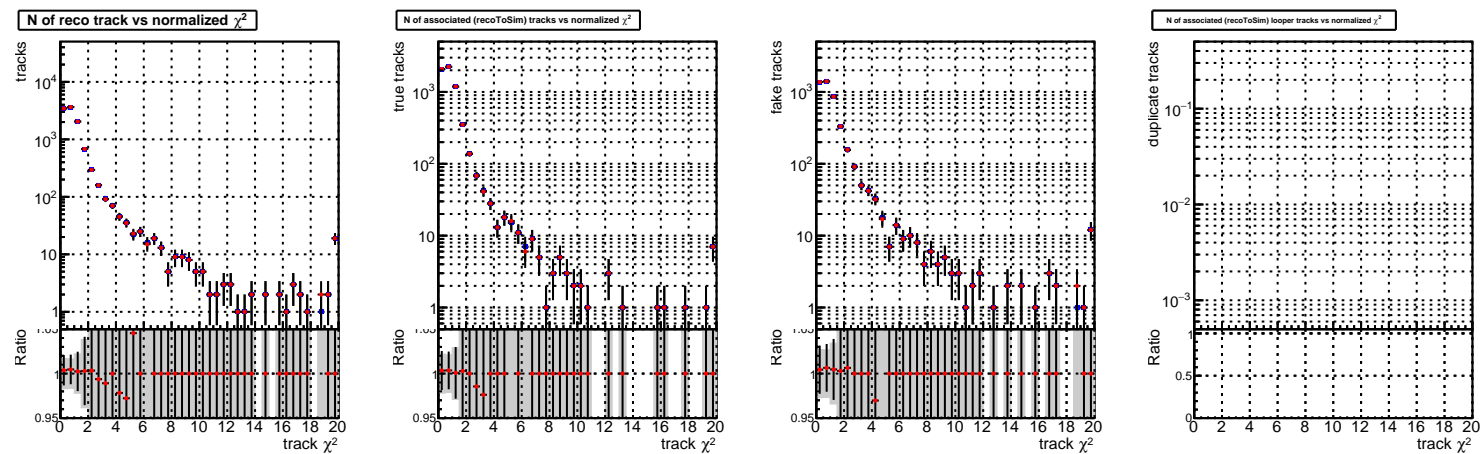 N of reco track vs normalized χ²
tracks
10⁴
10³
10²
10
1
Ratio
1
0.95
0 2 4 6 8 10 12 14 16 18 20
track χ²
N of associated (recoToSim) tracks vs normalized χ²
true tracks
10³
10²
10
1
Ratio
1
0.95
0 2 4 6 8 10 12 14 16 18 20
track χ²
fake tracks
10³
10²
10
1
Ratio
1
0.95
0 2 4 6 8 10 12 14 16 18 20
track χ²
N of associated (recoToSim) looper tracks vs normalized χ²
duplicate tracks
10⁻¹
10⁻²
10⁻³
Ratio
1
0.5
0
0 2 4 6 8 10 12 14 16 18 20
track χ²